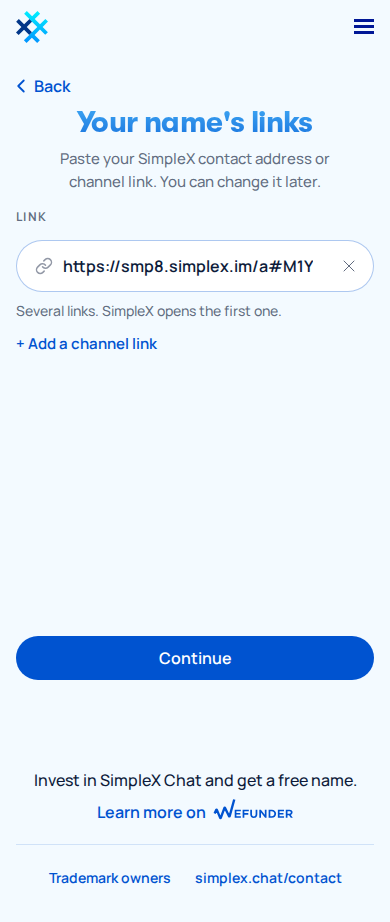 Back
Your name's links
Paste your SimpleX contact address or
channel link. You can change it later.
LINK
https://smp8.simplex.im/a#M1Y
Several links. SimpleX opens the first one.
+ Add a channel link
Continue
Invest in SimpleX Chat and get a free name.
Learn more on WEFUNDER
Trademark owners simplex.chat/contact